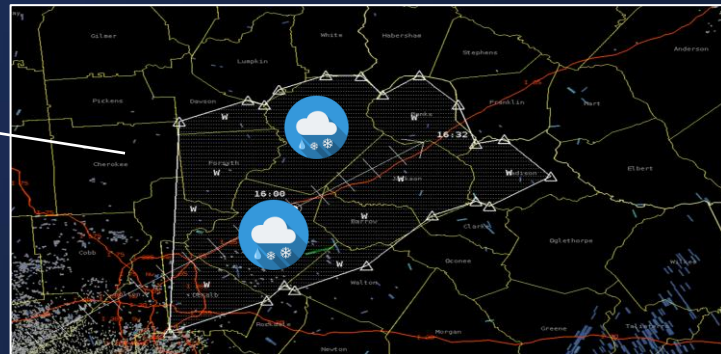 Gilmer
White
Habersham
Stephens
Anderson
Lumpkin
Pickens
Dawson
Banks
Franklin
Hart
W
W
16:32
Cherokee
Forsyth
W
W
Madison
W
Elbert
16:00
Jackson
W
W
Barrow
W
Clarke
Oglethorpe
Cobb
W
Oconee
W
DeKalb
Walton
Rockdale
Newton
Morgan
Greene